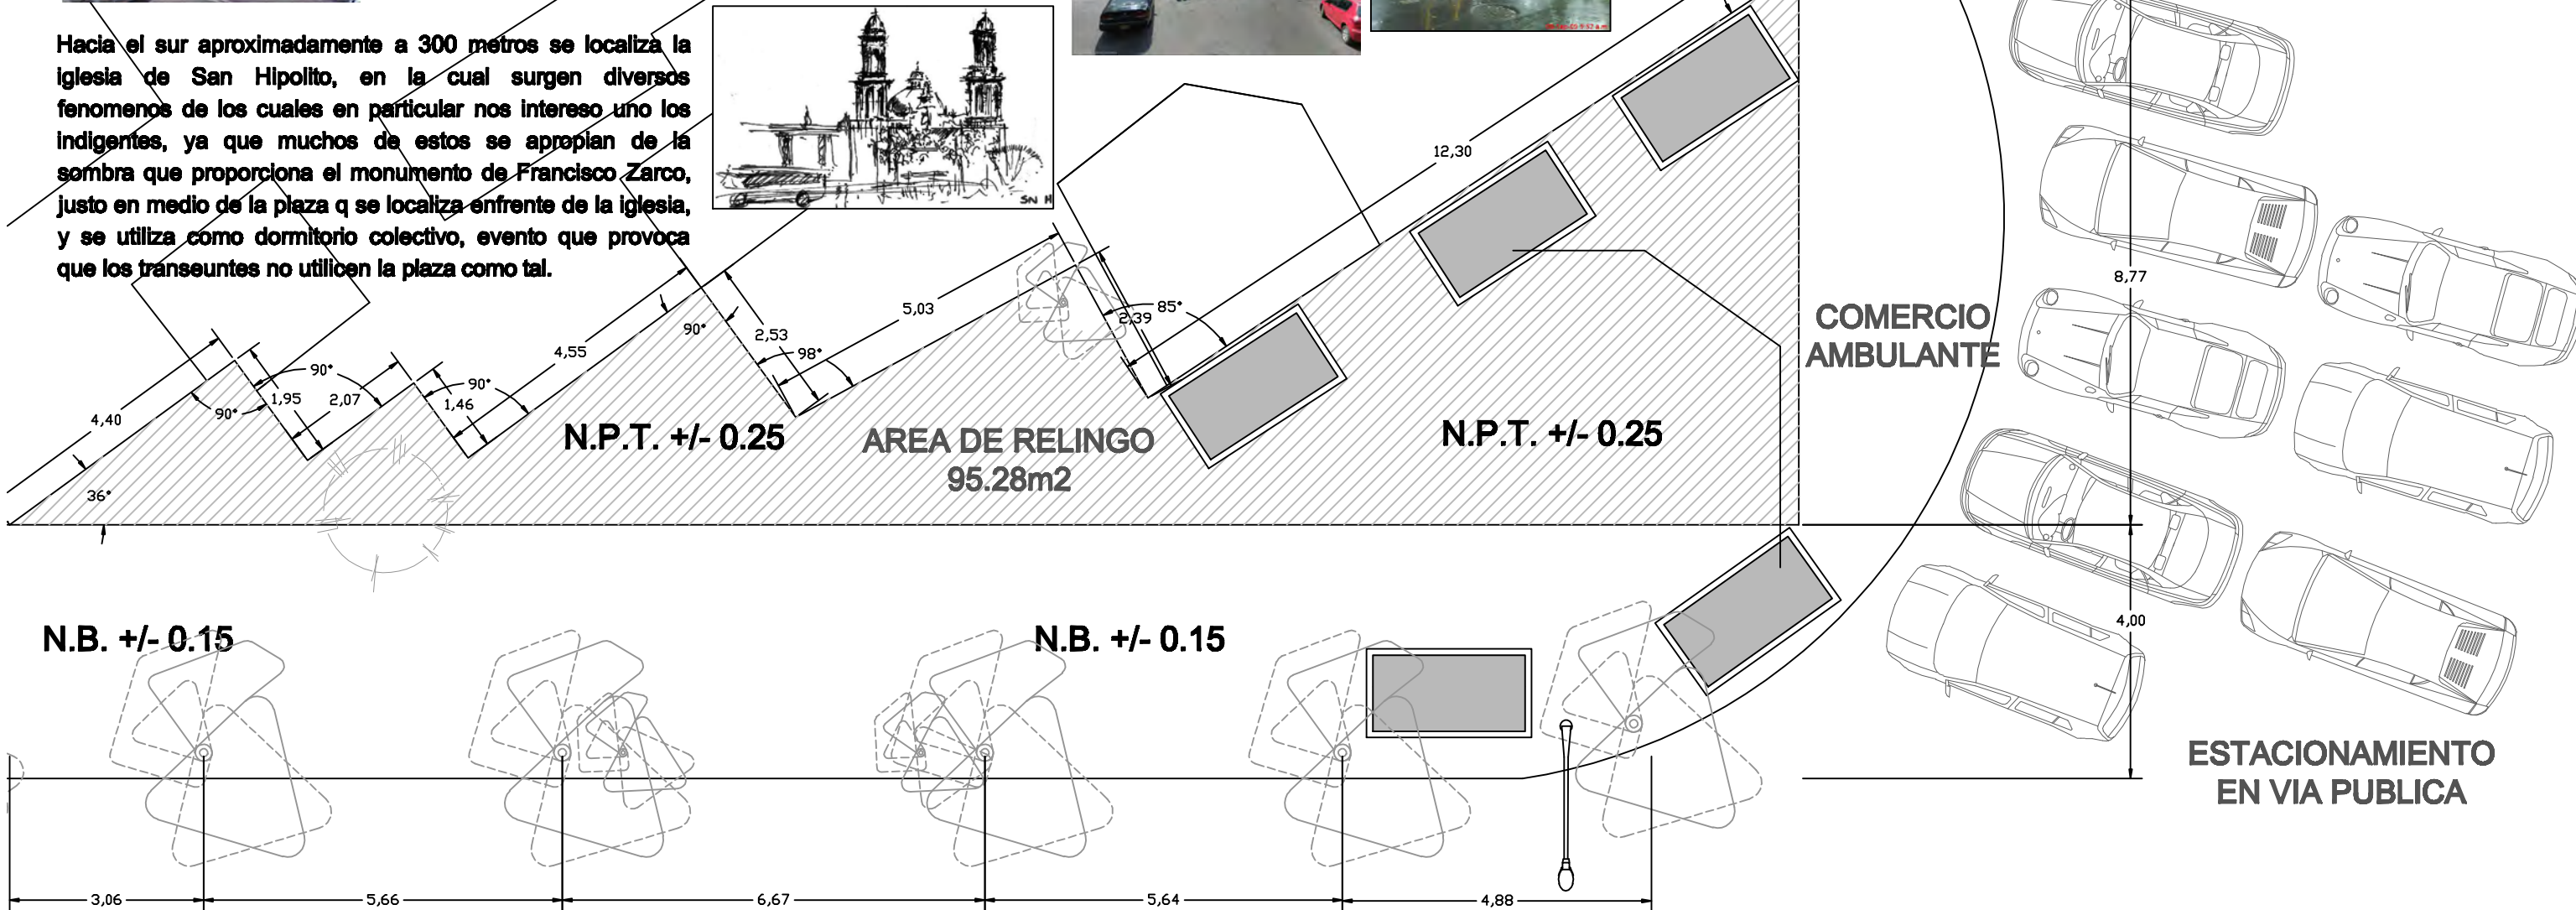 Hacia el sur aproximadamente a 300 metros se localiza la
iglesia de San Hipolito, en la cual surgen diversos
fenomenos de los cuales en particular nos intereso uno los
indigentes, ya que muchos de estos se apropian de la
sombra que proporciona el monumento de Francisco Zarco,
justo en medio de la plaza q se localiza enfrente de la iglesia,
y se utiliza como dormitorio colectivo, evento que provoca
que los transeuntes no utilicen la plaza como tal.
SN H
12,30
8,77
COMERCIO
AMBULANTE
85°
2,39
5,03
2,53
98°
90°
4,55
90°
1,46
90°
2,07
1,95
90°
4,40
36°
N.P.T. +/- 0.25
AREA DE RELINGO
95.28m2
N.P.T. +/- 0.25
N.B. +/- 0.15
N.B. +/- 0.15
4,00
ESTACIONAMIENTO
EN VIA PUBLICA
3,06
5,66
6,67
5,64
4,88